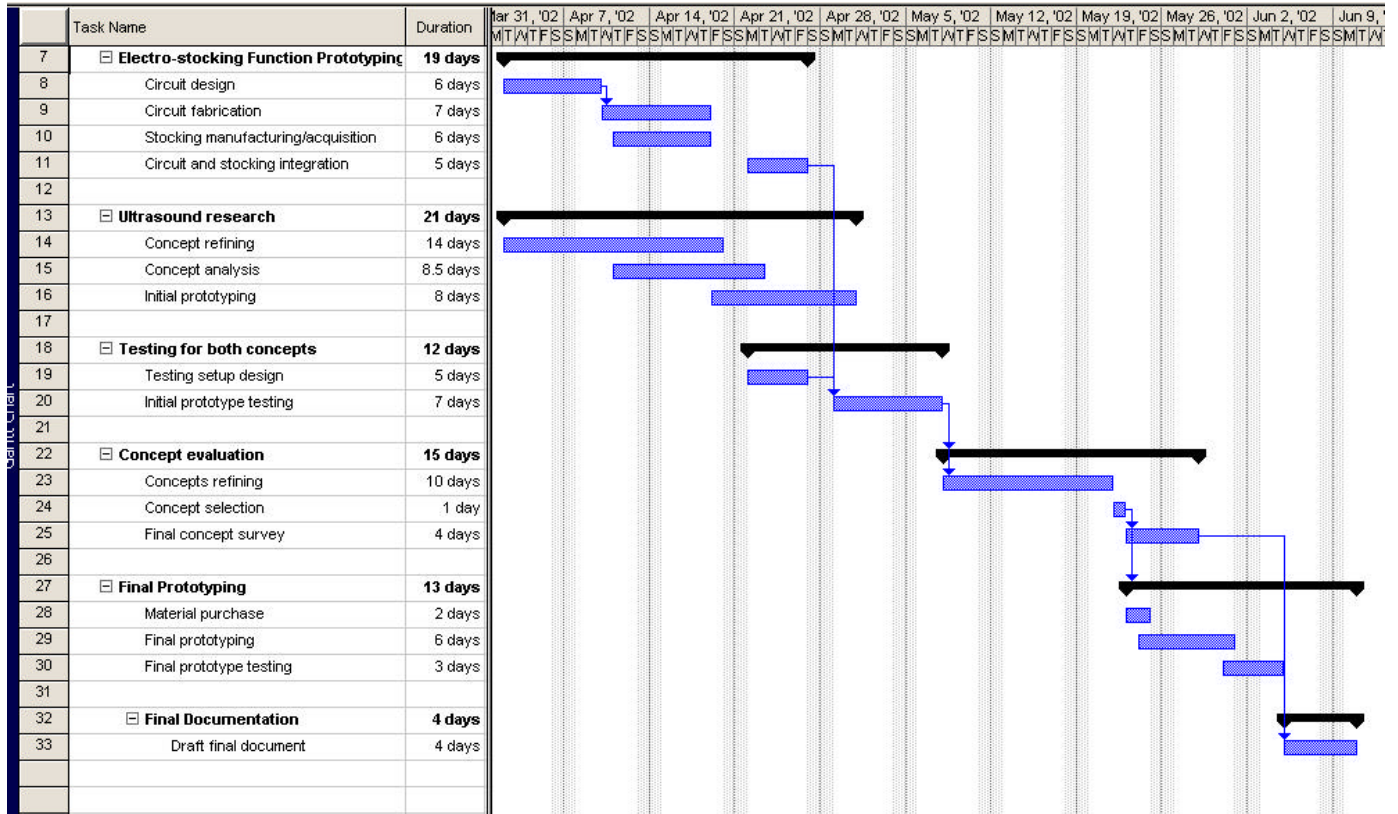 Task Name Duration lar 31, '02 Apr 7, '02 Apr 14, '02 Apr 21, '02 Apr 28, '02 May 5, '02 May 12, '02 May 19, '02 May 26, '02 Jun 2, '02 Jun 9, '
M T W T F S S M T W T F S S M T W T F S S M T W T F S S M T W T F S S M T W T F S S M T W T F S S M T W T F S S M T W T F S S M T W T F S S M T W
7 Electro-stocking Function Prototyping 19 days
8 Circuit design 6 days
9 Circuit fabrication 7 days
10 Stocking manufacturing/acquisition 6 days
11 Circuit and stocking integration 5 days
12
13 Ultrasound research 21 days
14 Concept refining 14 days
15 Concept analysis 8.5 days
16 Initial prototyping 8 days
17
18 Testing for both concepts 12 days
19 Testing setup design 5 days
20 Initial prototype testing 7 days
21
22 Concept evaluation 15 days
23 Concepts refining 10 days
24 Concept selection 1 day
25 Final concept survey 4 days
26
27 Final Prototyping 13 days
28 Material purchase 2 days
29 Final prototyping 6 days
30 Final prototype testing 3 days
31
32 Final Documentation 4 days
33 Draft final document 4 days
Gantt Chart